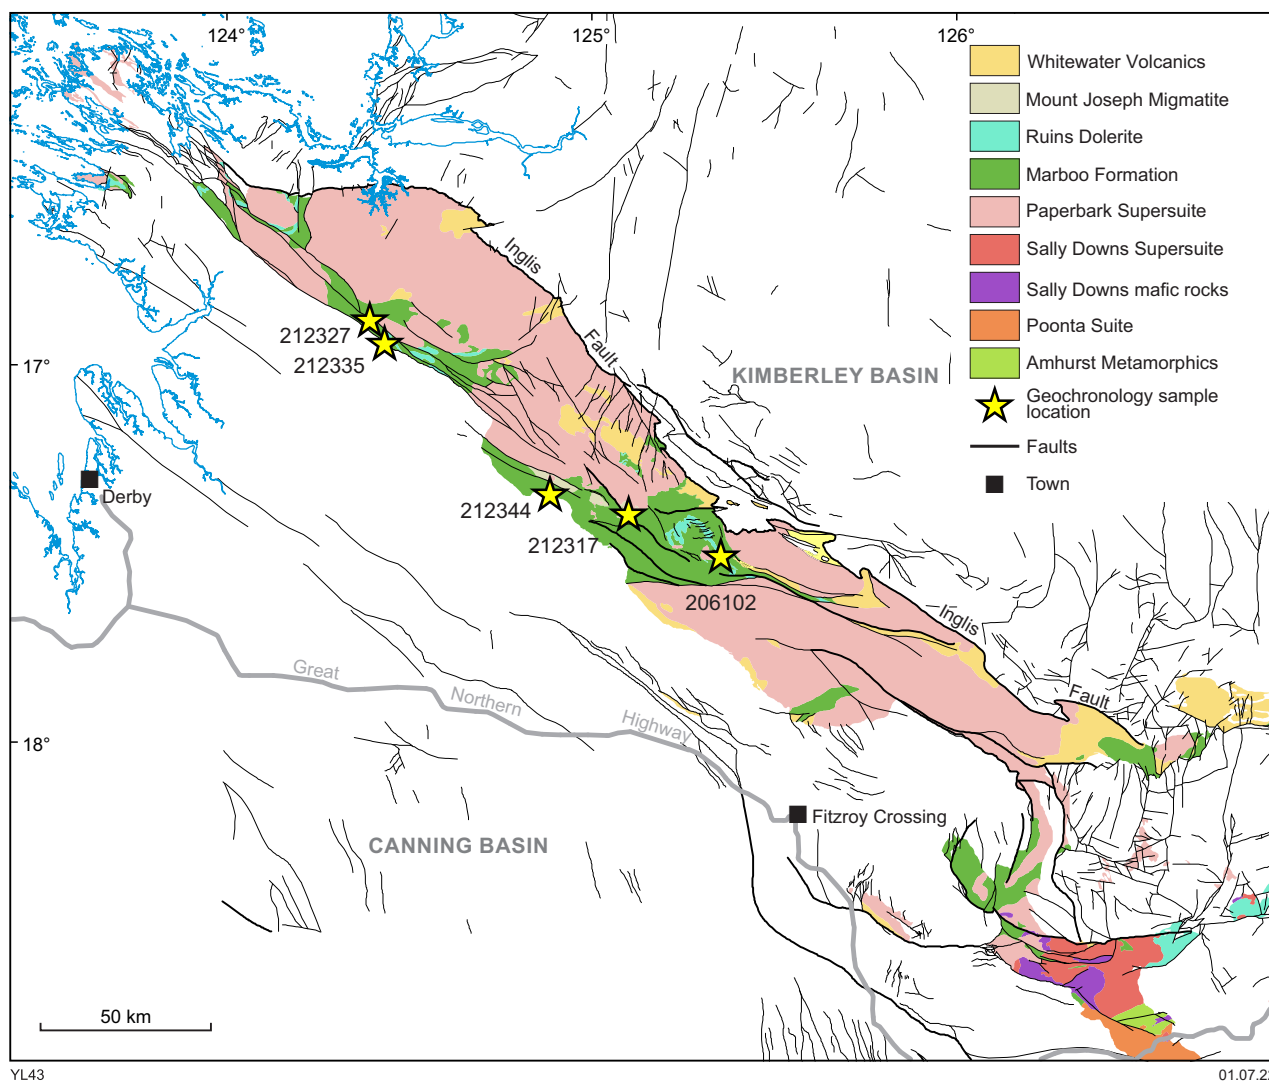 124°
125°
126°
Whitewater Volcanics
Mount Joseph Migmatite
Ruins Dolerite
Marboo Formation
Paperbark Supersuite
Sally Downs Supersuite
Sally Downs mafic rocks
Poonta Suite
Amhurst Metamorphics
Geochronology sample
location
Faults
Town
Inglis
Fault
212327
212335
17°
KIMBERLEY BASIN
Derby
212344
212317
206102
Inglis
Fault
Great
Northern
Highway
18°
Fitzroy Crossing
CANNING BASIN
50 km
YL43